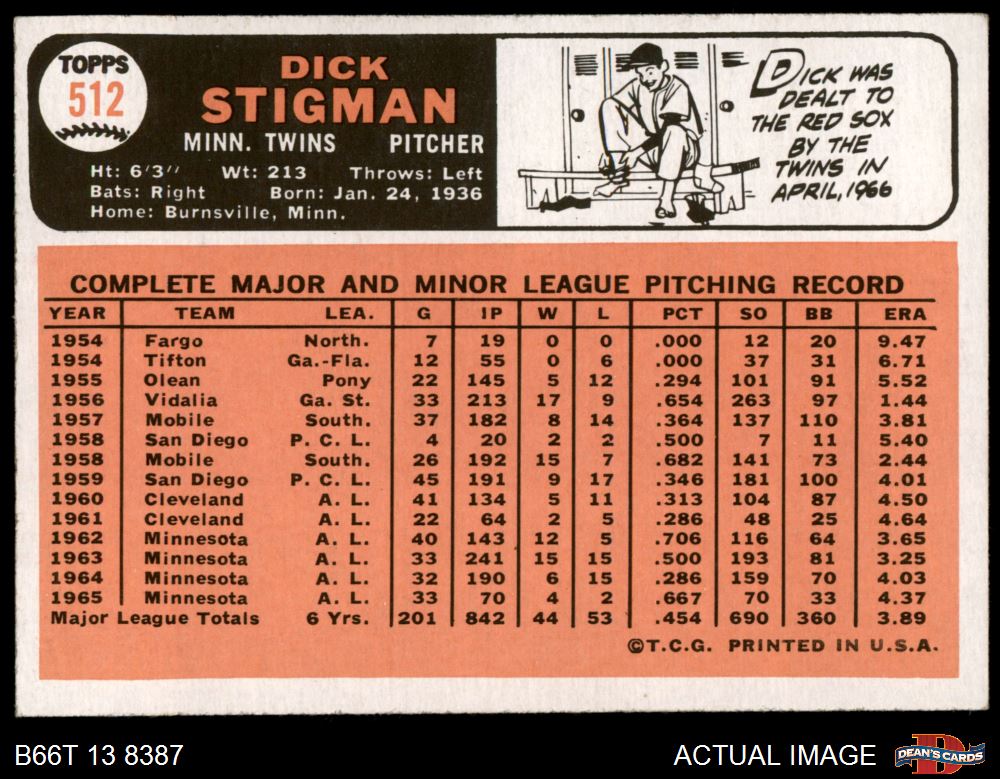 TOPPS
512
DICK
STIGMAN
MINN. TWINS PITCHER
Ht: 6'3" Wt: 213 Throws: Left
Bats: Right Born: Jan. 24, 1936
Home: Burnsville, Minn.
DICK WAS
DEALT TO
THE RED SOX
BY THE
TWINS IN
APRIL, 1966
COMPLETE MAJOR AND MINOR LEAGUE PITCHING RECORD
YEAR TEAM LEA. G IP W L PCT SO BB ERA
1954 Fargo North. 7 19 0 0 .000 12 20 9.47
1954 Tifton Ga.-Fla. 12 55 0 6 .000 37 31 6.71
1955 Olean Pony 22 145 5 12 .294 101 91 5.52
1956 Vidalia Ga. St. 33 213 17 9 .654 263 97 1.44
1957 Mobile South. 37 182 8 14 .364 137 110 3.81
1958 San Diego P. C. L. 4 20 2 2 .500 7 11 5.40
1958 Mobile South. 26 192 15 7 .682 141 73 2.44
1959 San Diego P. C. L. 45 191 9 17 .346 181 100 4.01
1960 Cleveland A. L. 41 134 5 11 .313 104 87 4.50
1961 Cleveland A. L. 22 64 2 5 .286 48 25 4.64
1962 Minnesota A. L. 40 143 12 5 .706 116 64 3.65
1963 Minnesota A. L. 33 241 15 15 .500 193 81 3.25
1964 Minnesota A. L. 32 190 6 15 .286 159 70 4.03
1965 Minnesota A. L. 33 70 4 2 .667 70 33 4.37
Major League Totals 6 Yrs. 201 842 44 53 .454 690 360 3.89
©T.C.G. PRINTED IN U.S.A.
B66T 13 8387 ACTUAL IMAGE
DEAN'S CARDS